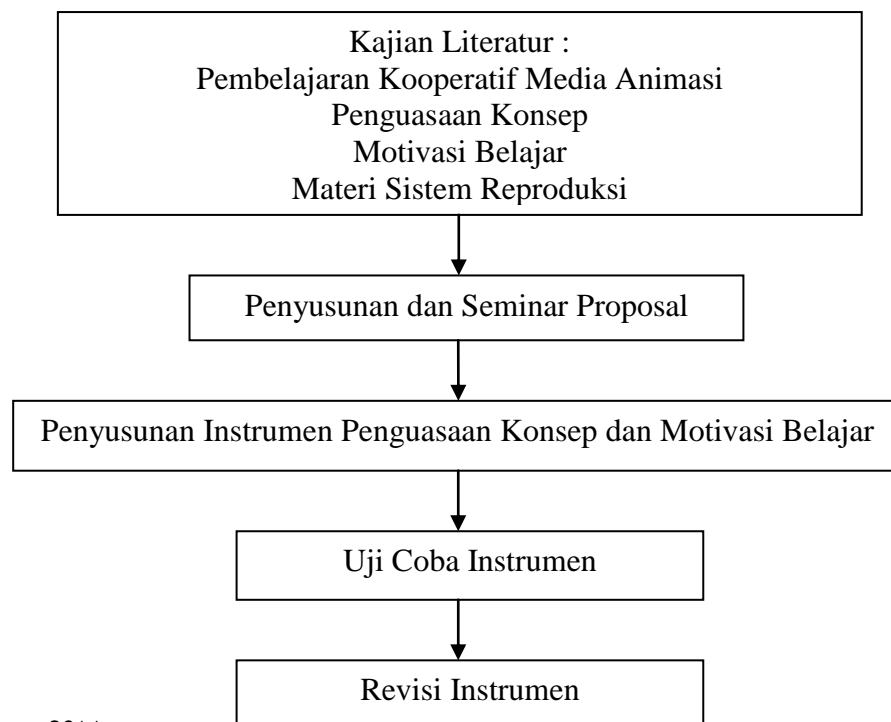 Kajian Literatur :
Pembelajaran Kooperatif Media Animasi
Penguasaan Konsep
Motivasi Belajar
Materi Sistem Reproduksi
Penyusunan dan Seminar Proposal
Penyusunan Instrumen Penguasaan Konsep dan Motivasi Belajar
Uji Coba Instrumen
Revisi Instrumen